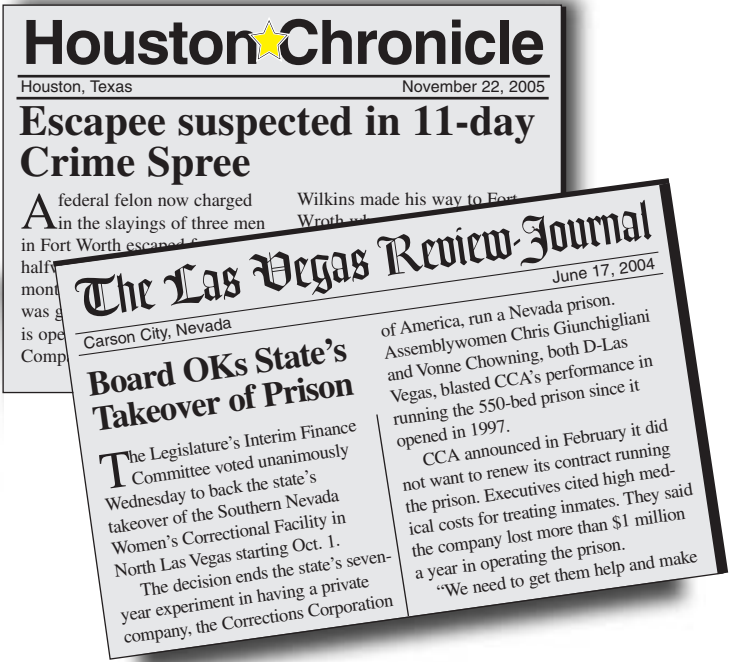 Houston Chronicle
Houston, Texas
November 22, 2005
Escapee suspected in 11-day
Crime Spree
A federal felon now charged
in the slayings of three men
in Fort Worth escaped
is ope
Comp
Wilkins made his way to Fort
Wroth
The Las Vegas Review-Journal
Carson City, Nevada
June 17, 2004
Board OKs State's
Takeover of Prison
The Legislature's Interim Finance
Committee voted unanimously
Wednesday to back the state's
takeover of the Southern Nevada
Women's Correctional Facility in
North Las Vegas starting Oct. 1.
The decision ends the state's seven-
year experiment in having a private
company, the Corrections Corporation
of America, run a Nevada prison.
Assemblywomen Chris Giunchigliani
and Vonne Chowning, both D-Las
Vegas, blasted CCA's performance in
running the 550-bed prison since it
opened in 1997.
CCA announced in February it did
not want to renew its contract running
the prison. Executives cited high med-
ical costs for treating inmates. They said
the company lost more than $1 million
a year in operating the prison.
"We need to get them help and make